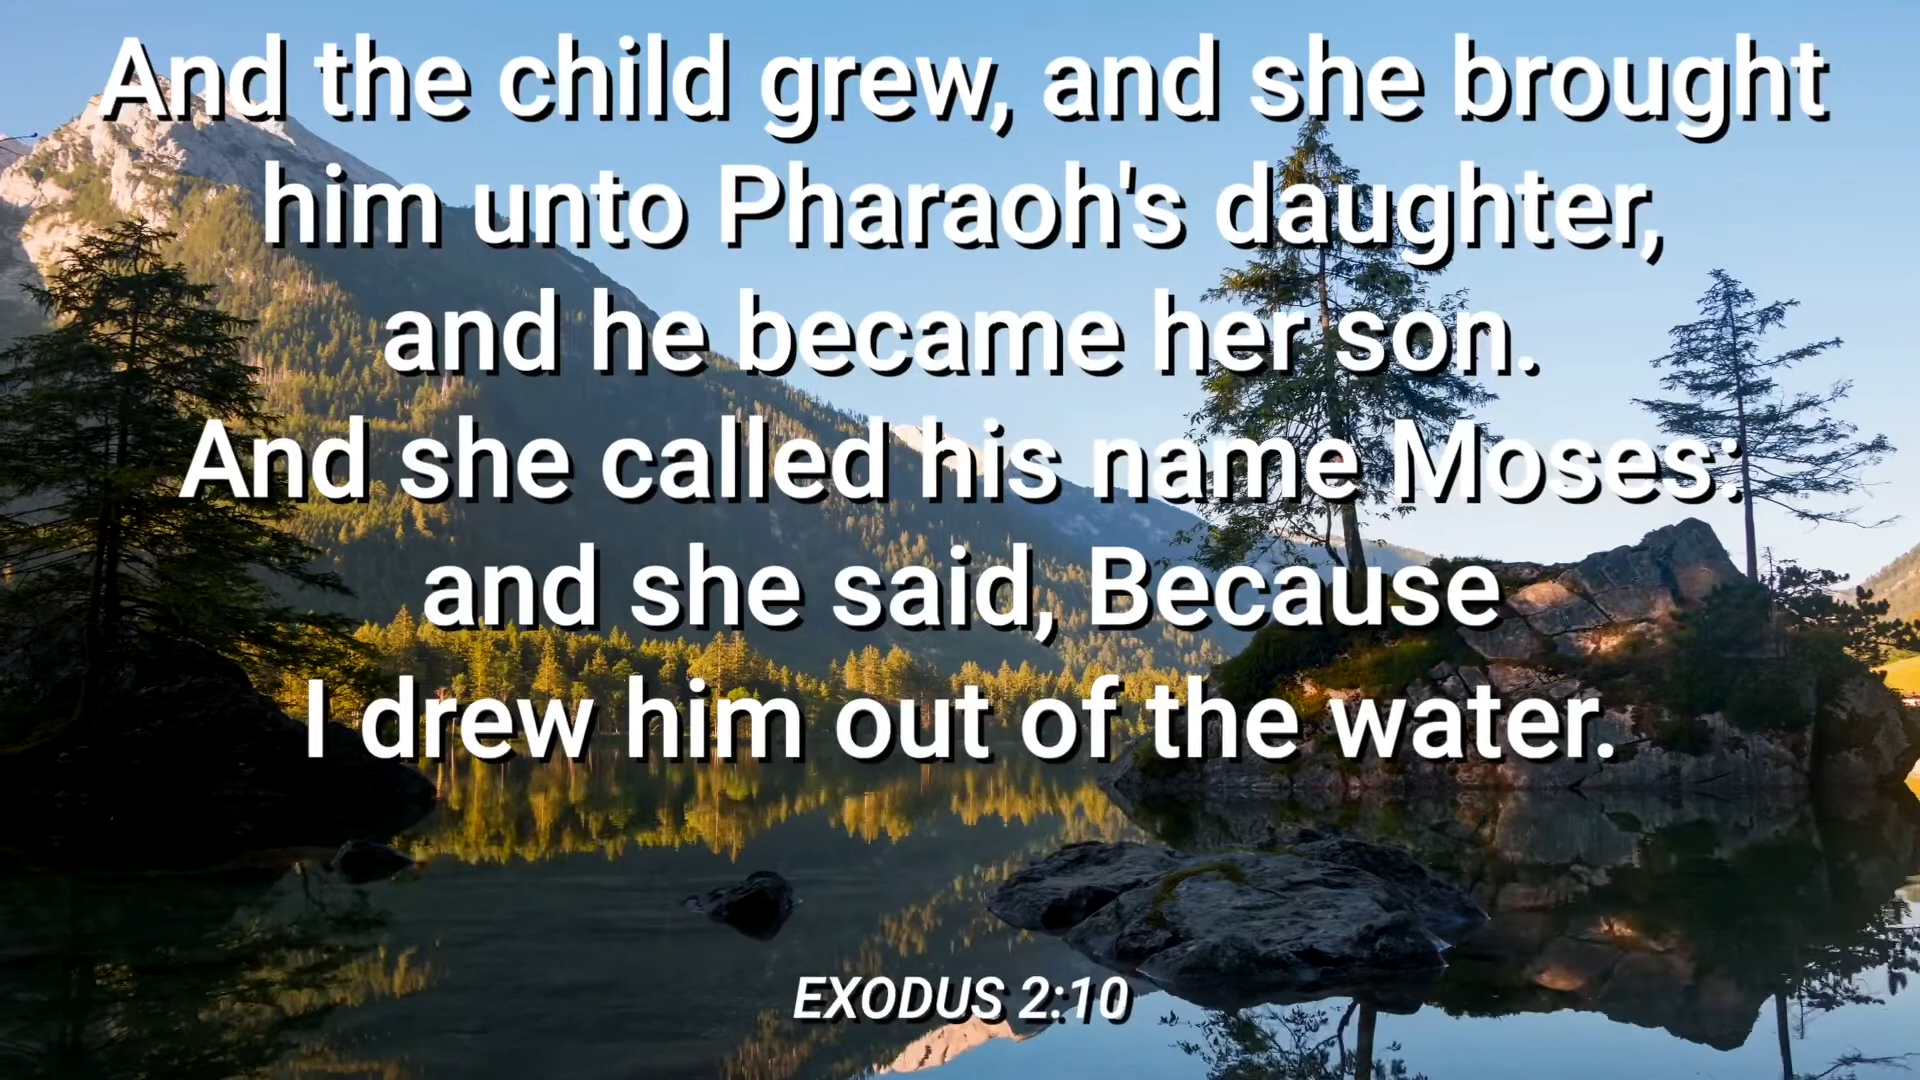 And the child grew, and she brought
him unto Pharaoh's daughter,
and he became her son.
And she called his name Moses:
and she said, Because
I drew him out of the water.
EXODUS 2:10